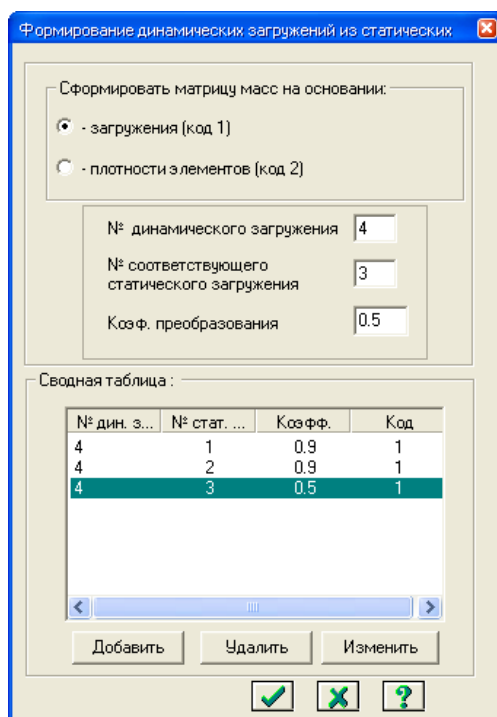 Формирование динамических загружений из статических
Сформировать матрицу масс на основании:
- загружения (код 1)
- плотности элементов (код 2)
№ динамического загружения 4
№ соответствующего
статического загружения 3
Коэф. преобразования 0.5
Сводная таблица :
№ дин. з... № стат. ... Коэфф. Код
4 1 0.9 1
4 2 0.9 1
4 3 0.5 1
Добавить Удалить Изменить
?